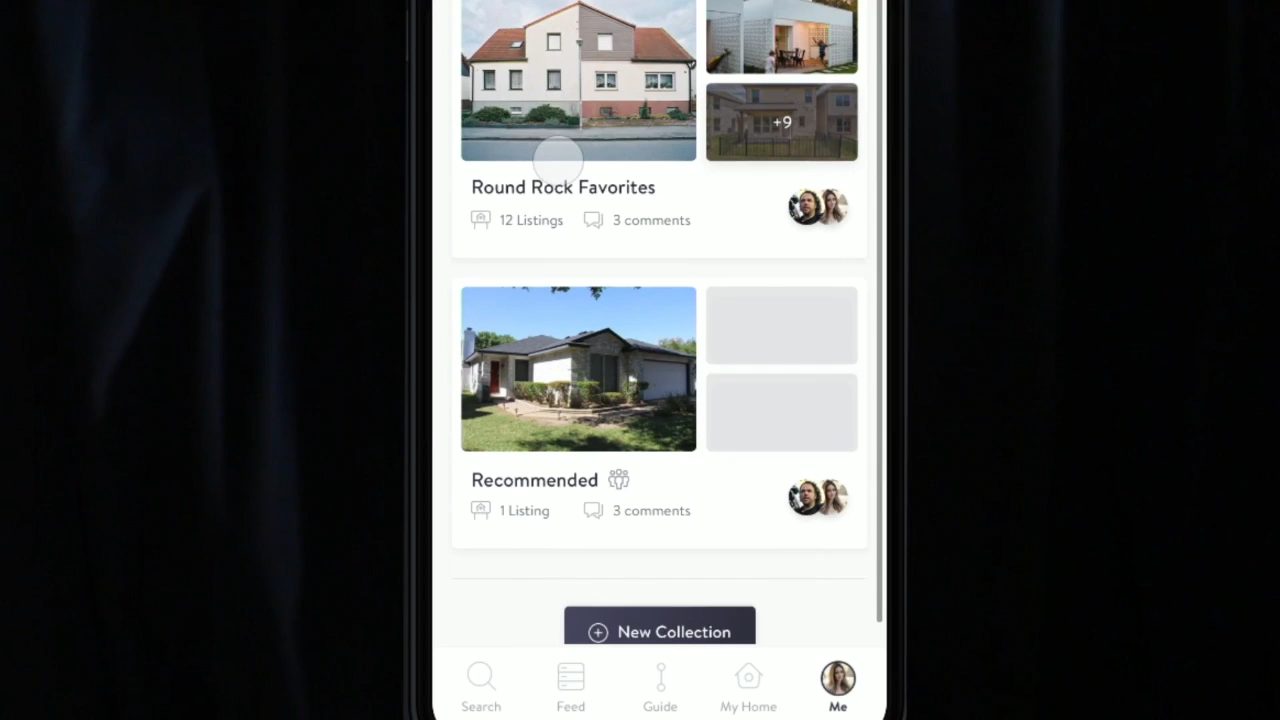 +9
Round Rock Favorites
12 Listings
3 comments
Recommended
1 Listing
3 comments
New Collection
Search
Feed
Guide
My Home
Me